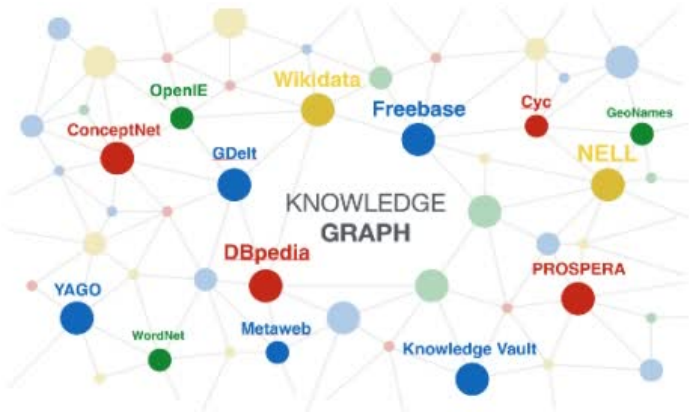 Wikidata
OpenIE
Freebase
Cyc
GeoNames
ConceptNet
GDelt
NELL
KNOWLEDGE
GRAPH
DBpedia
PROSPERA
YAGO
WordNet
Metaweb
Knowledge Vault